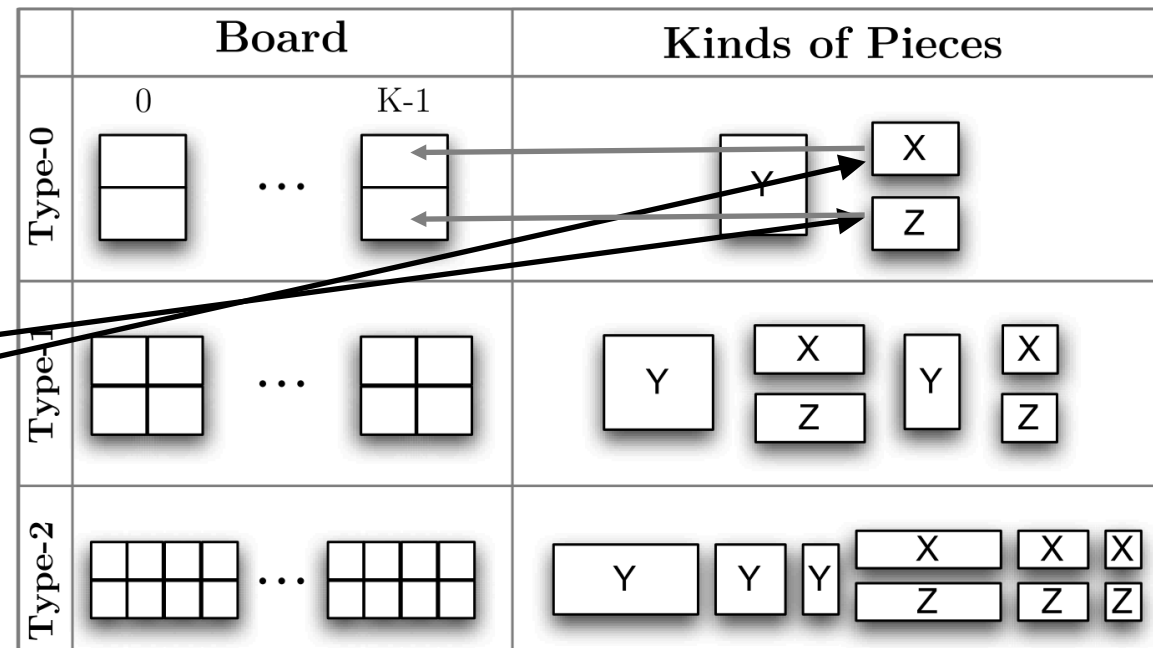 Board
Kinds of Pieces
Type-0
0
...
K-1
Y
X
Z
Type-1
...
Y
X
Z
Y
X
Z
Type-2
...
Y
Y
Y
X
X
X
Z
Z
Z